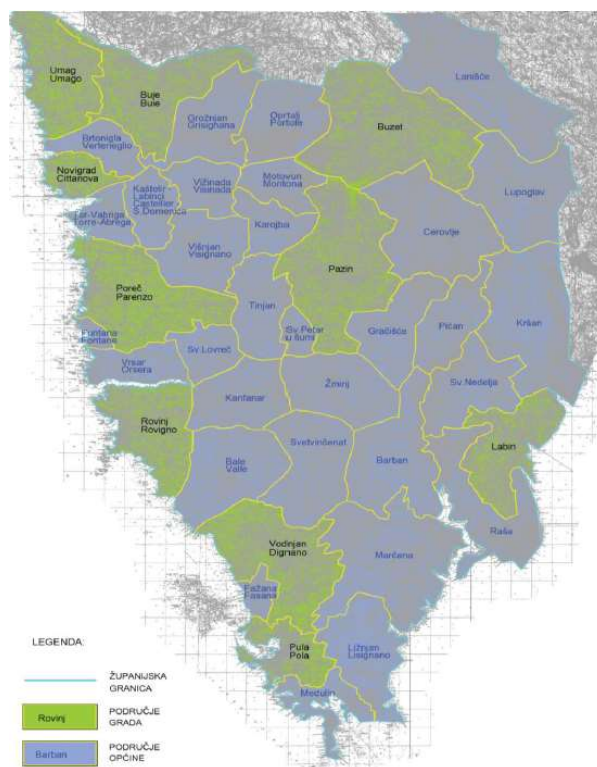 Lanišće
Umag
Umago
Buje
Buie
Grožnjan
Grisignana
Oprtalj
Portole
Buzet
Brtonigla
Verteneglio
Novigrad
Cittanova
Kaštelir
Labinci
Castellier
S.Domenica
Vižinada
Visinada
Motovun
Montona
Lupoglav
Tar-Vabriga
Torre-Abrega
Karojba
Cerovlje
Višnjan
Visignano
Pazin
Poreč
Parenzo
Tinjan
Funtana
Fontane
Sv.Petar
u šumi
Gračišće
Pićan
Kršan
Vrsar
Orsera
Sv.Lovreč
Kanfanar
Žminj
Sv.Nedelja
Rovinj
Rovigno
Svetvinčenat
Labin
Bale
Valle
Barban
Raša
Vodnjan
Dignano
Marčana
Fažana
Fasana
Pula
Pola
Ližnjan
Lisignano
Medulin
LEGENDA:
ŽUPANIJSKA
GRANICA
Rovinj
PODRUČJE
GRADA
Barban
PODRUČJE
OPĆINE